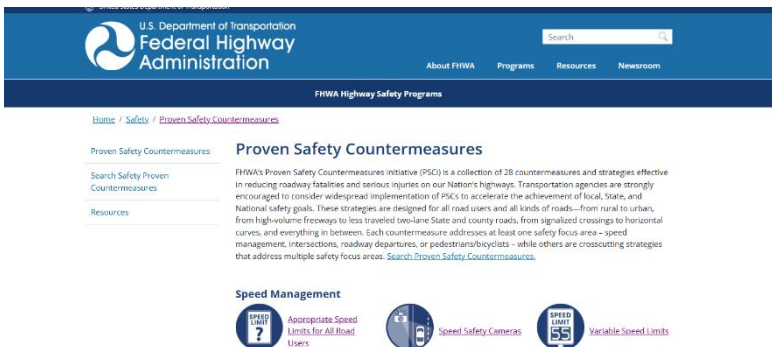 United States Department of Transportation
U.S. Department of Transportation
Federal Highway
Administration
Search
About FHWA Programs Resources Newsroom
FHWA Highway Safety Programs
Home / Safety / Proven Safety Countermeasures
Proven Safety Countermeasures
Search Safety Proven
Countermeasures
Resources
Proven Safety Countermeasures
FHWA's Proven Safety Countermeasures initiative (PSCi) is a collection of 28 countermeasures and strategies effective
in reducing roadway fatalities and serious injuries on our Nation's highways. Transportation agencies are strongly
encouraged to consider widespread implementation of PSCs to accelerate the achievement of local, State, and
National safety goals. These strategies are designed for all road users and all kinds of roads—from rural to urban,
from high-volume freeways to less traveled two-lane State and county roads, from signalized crossings to horizontal
curves, and everything in between. Each countermeasure addresses at least one safety focus area – speed
management, intersections, roadway departures, or pedestrians/bicyclists – while others are crosscutting strategies
that address multiple safety focus areas. Search Proven Safety Countermeasures.
Speed Management
SPEED
LIMIT
?
Appropriate Speed
Limits for All Road
Users
Speed Safety Cameras
SPEED
LIMIT
55
Variable Speed Limits